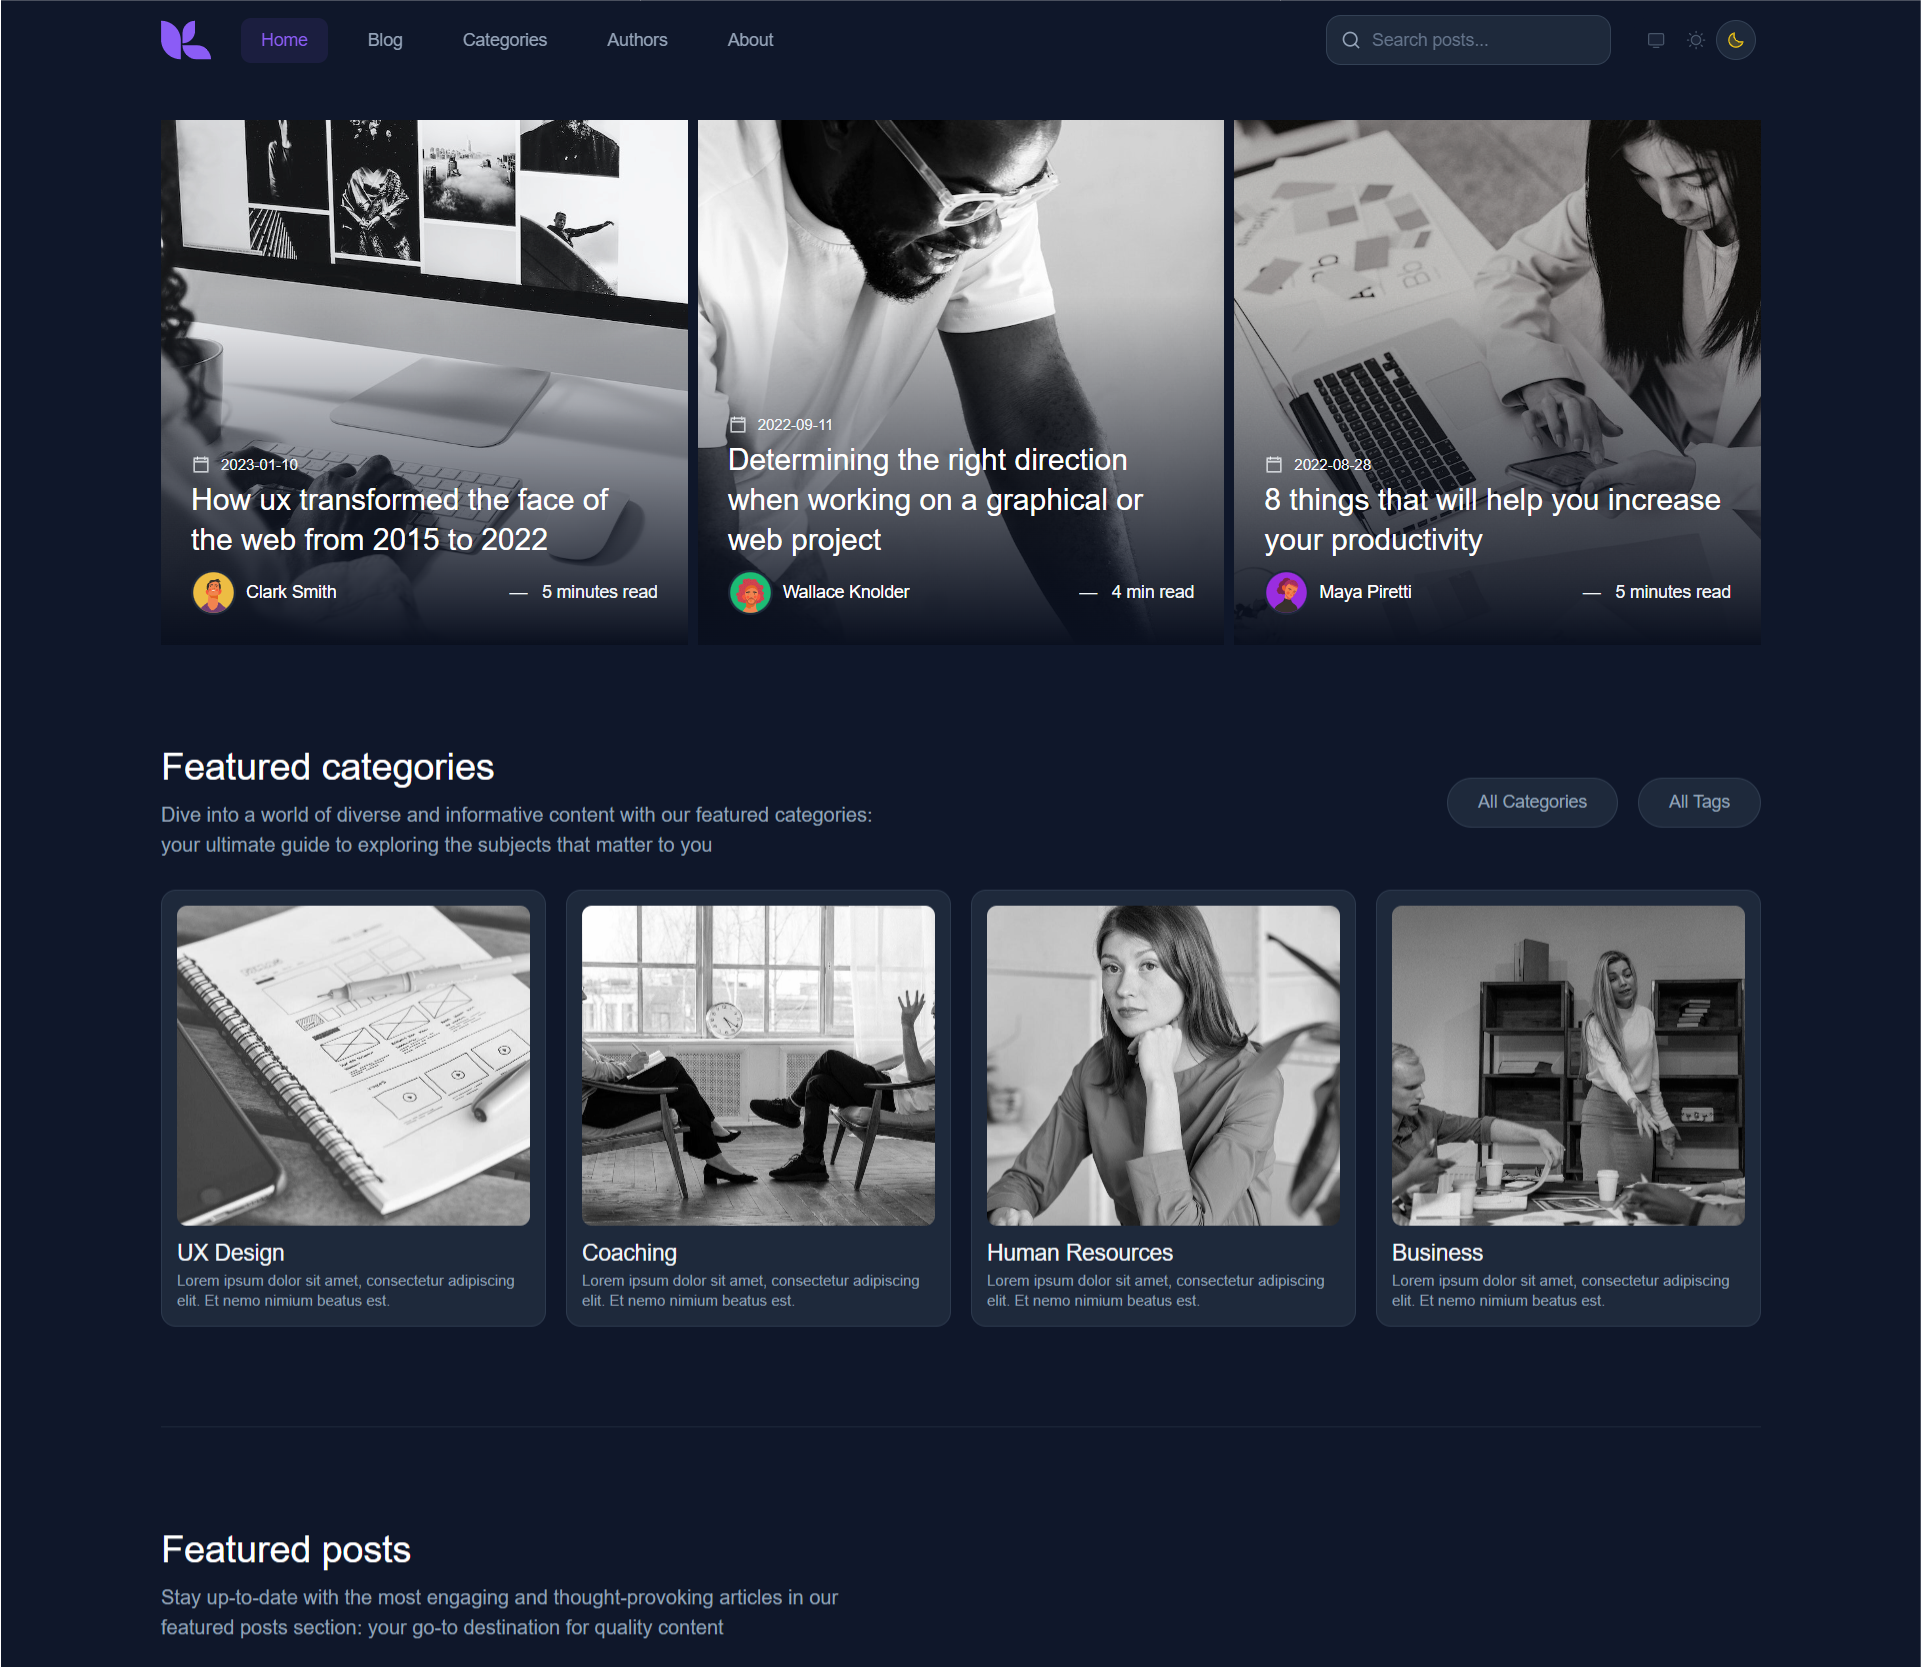 Home
Blog
Categories
Authors
About
Search posts...
2023-01-10
How ux transformed the face of
the web from 2015 to 2022
Clark Smith
— 5 minutes read
2022-09-11
Determining the right direction
when working on a graphical or
web project
Wallace Knolder
— 4 min read
2022-08-28
8 things that will help you increase
your productivity
Maya Piretti
— 5 minutes read
Featured categories
Dive into a world of diverse and informative content with our featured categories:
your ultimate guide to exploring the subjects that matter to you
All Categories
All Tags
UX Design
Lorem ipsum dolor sit amet, consectetur adipiscing
elit. Et nemo nimium beatus est.
Coaching
Lorem ipsum dolor sit amet, consectetur adipiscing
elit. Et nemo nimium beatus est.
Human Resources
Lorem ipsum dolor sit amet, consectetur adipiscing
elit. Et nemo nimium beatus est.
Business
Lorem ipsum dolor sit amet, consectetur adipiscing
elit. Et nemo nimium beatus est.
Featured posts
Stay up-to-date with the most engaging and thought-provoking articles in our
featured posts section: your go-to destination for quality content